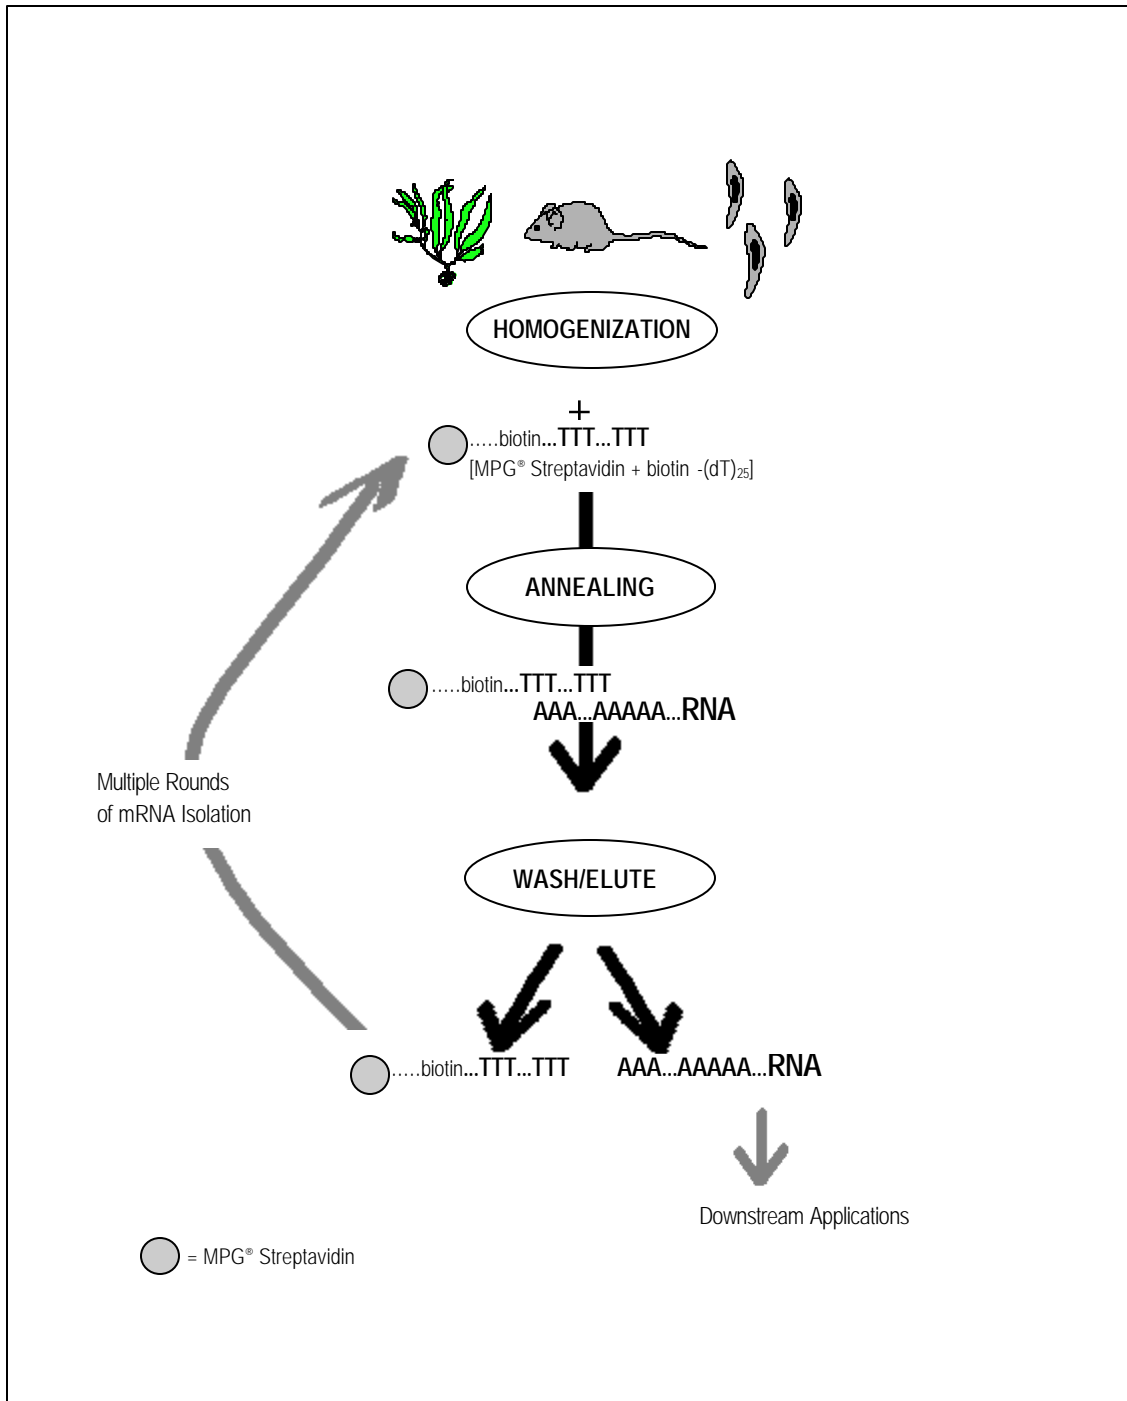 HOMOGENIZATION
+
.....biotin...TTT...TTT
[MPG® Streptavidin + biotin -(dT)25]
ANNEALING
.....biotin...TTT...TTT
AAA...AAAAA...RNA
Multiple Rounds
of mRNA Isolation
WASH/ELUTE
.....biotin...TTT...TTT AAA...AAAAA...RNA
Downstream Applications
= MPG® Streptavidin